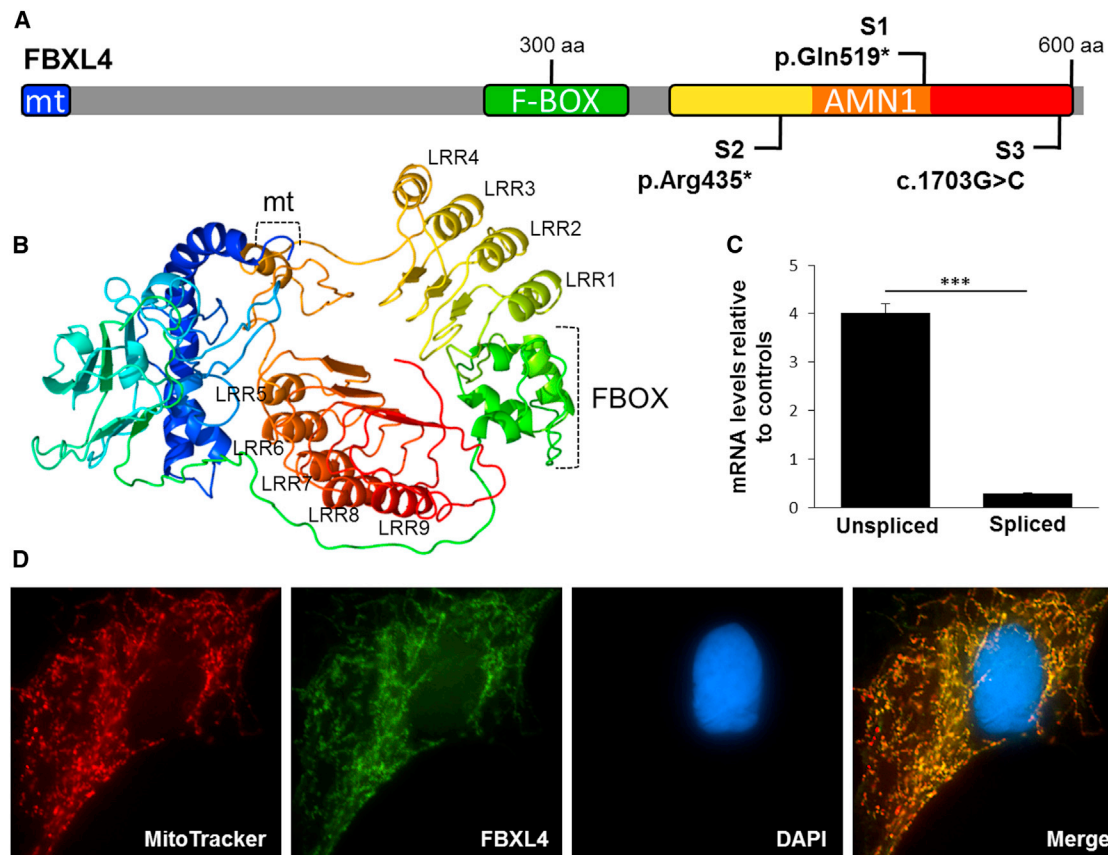 A
FBXL4
300 aa
S1
p.Gln519*
600 aa
mt
F-BOX
AMN1
S2
p.Arg435*
S3
c.1703G>C
B
mt
LRR4
LRR3
LRR2
LRR1
FBOX
LRR5
LRR6
LRR7
LRR8
LRR9
C
mRNA levels relative
to controls
5
4
3
2
1
0
***
Unspliced
Spliced
D
MitoTracker
FBXL4
DAPI
Merge